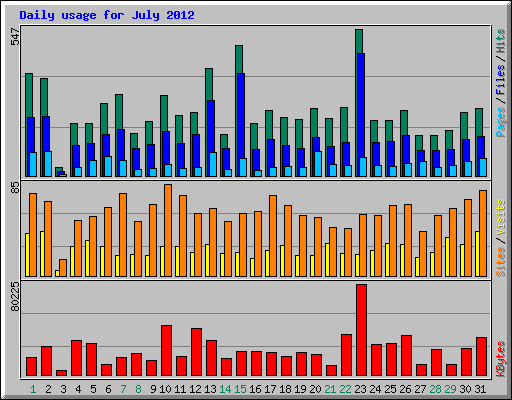 Daily usage for July 2012
547
Pages / Files / Hits
85
Sites / Visits
80225
KBytes
1 2 3 4 5 6 7 8 9 10 11 12 13 14 15 16 17 18 19 20 21 22 23 24 25 26 27 28 29 30 31